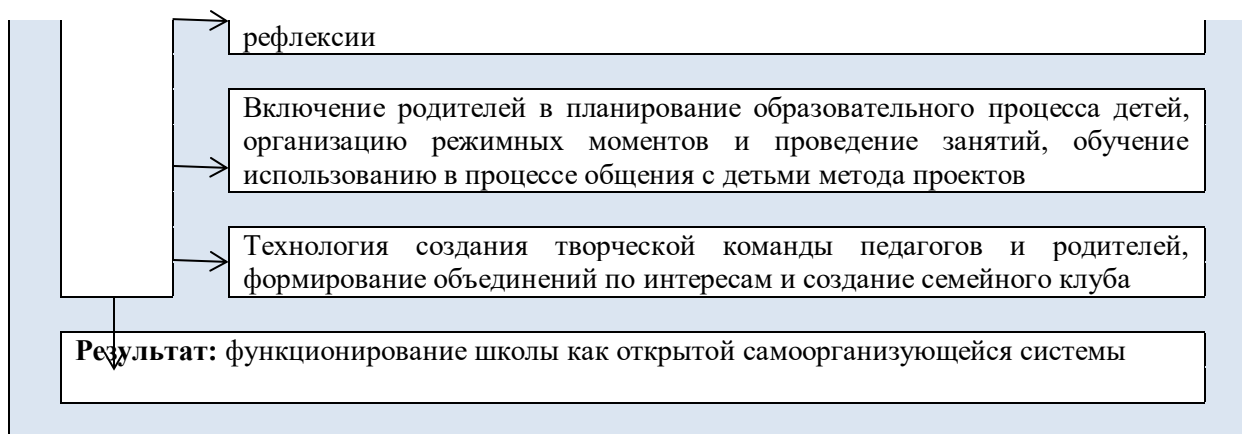 рефлексии
Включение родителей в планирование образовательного процесса детей,
организацию режимных моментов и проведение занятий, обучение
использованию в процессе общения с детьми метода проектов
Технология создания творческой команды педагогов и родителей,
формирование объединений по интересам и создание семейного клуба
Результат: функционирование школы как открытой самоорганизующейся системы